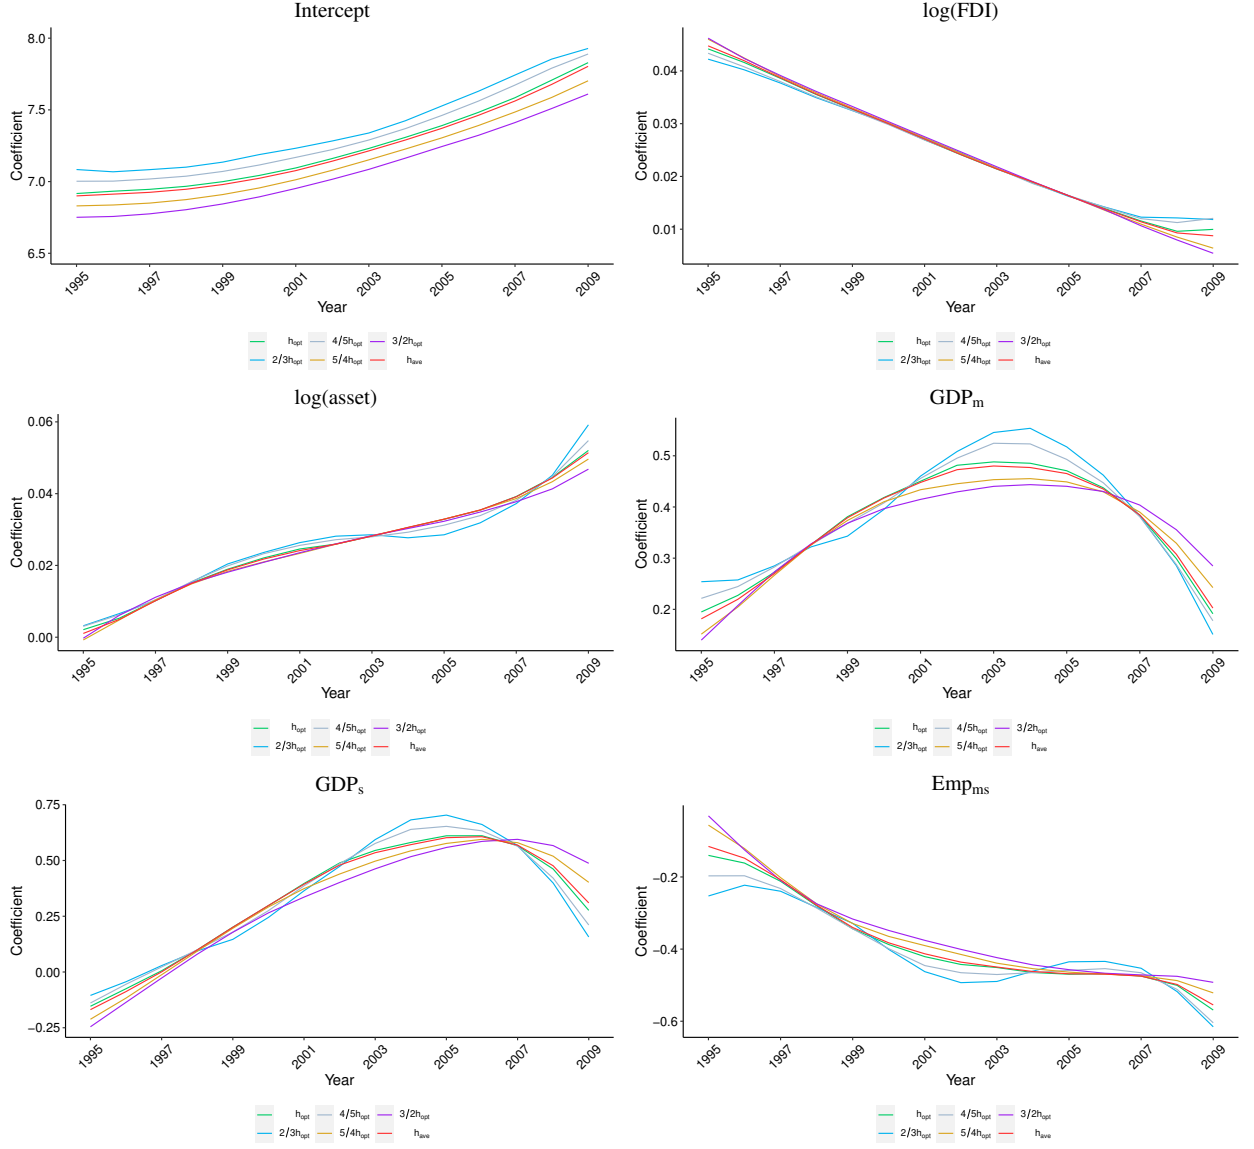 Intercept
8.0
7.5
7.0
6.5
Coefficient
1995 1997 1999 2001 2003 2005 2007 2009
Year
hopt 4/5hopt 3/2hopt
2/3hopt 5/4hopt have
log(FDI)
0.04
0.03
0.02
0.01
Coefficient
1995 1997 1999 2001 2003 2005 2007 2009
Year
hopt 4/5hopt 3/2hopt
2/3hopt 5/4hopt have
log(asset)
0.06
0.04
0.02
0.00
Coefficient
1995 1997 1999 2001 2003 2005 2007 2009
Year
hopt 4/5hopt 3/2hopt
2/3hopt 5/4hopt have
GDPm
0.5
0.4
0.3
0.2
Coefficient
1995 1997 1999 2001 2003 2005 2007 2009
Year
hopt 4/5hopt 3/2hopt
2/3hopt 5/4hopt have
GDPs
0.75
0.50
0.25
0.00
−0.25
Coefficient
1995 1997 1999 2001 2003 2005 2007 2009
Year
hopt 4/5hopt 3/2hopt
2/3hopt 5/4hopt have
Empms
−0.2
−0.4
−0.6
Coefficient
1995 1997 1999 2001 2003 2005 2007 2009
Year
hopt 4/5hopt 3/2hopt
2/3hopt 5/4hopt have